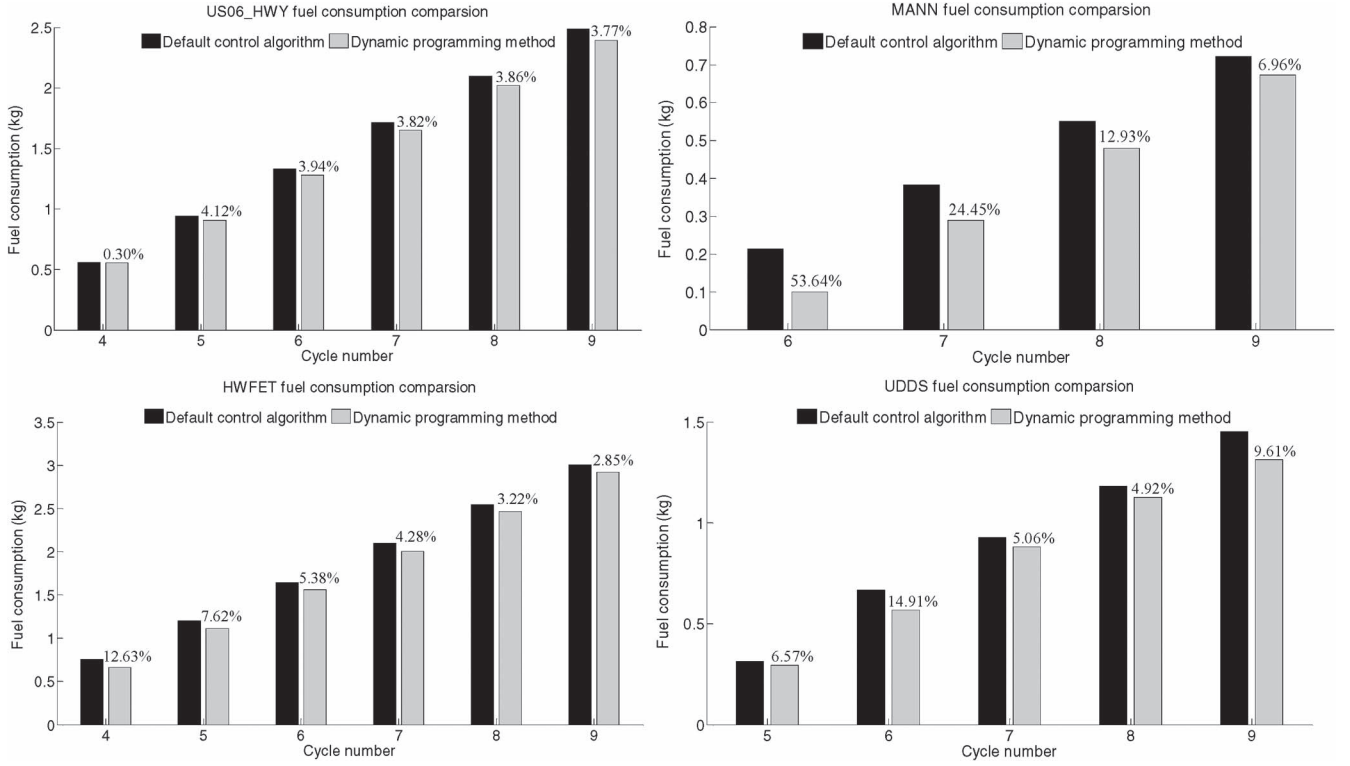 US06_HWY fuel consumption comparsion
Default control algorithm Dynamic programming method
Fuel consumption (kg)
2.5
2
1.5
1
0.5
0
0.30%
4.12%
3.94%
3.82%
3.86%
3.77%
4 5 6 7 8 9
Cycle number
MANN fuel consumption comparsion
Default control algorithm Dynamic programming method
Fuel consumption (kg)
0.8
0.7
0.6
0.5
0.4
0.3
0.2
0.1
0
53.64%
24.45%
12.93%
6.96%
6 7 8 9
Cycle number
HWFET fuel consumption comparsion
Default control algorithm Dynamic programming method
Fuel consumption (kg)
3.5
3
2.5
2
1.5
1
0.5
0
12.63%
7.62%
5.38%
4.28%
3.22%
2.85%
4 5 6 7 8 9
Cycle number
UDDS fuel consumption comparsion
Default control algorithm Dynamic programming method
Fuel consumption (kg)
1.5
1
0.5
0
6.57%
14.91%
5.06%
4.92%
9.61%
5 6 7 8 9
Cycle number